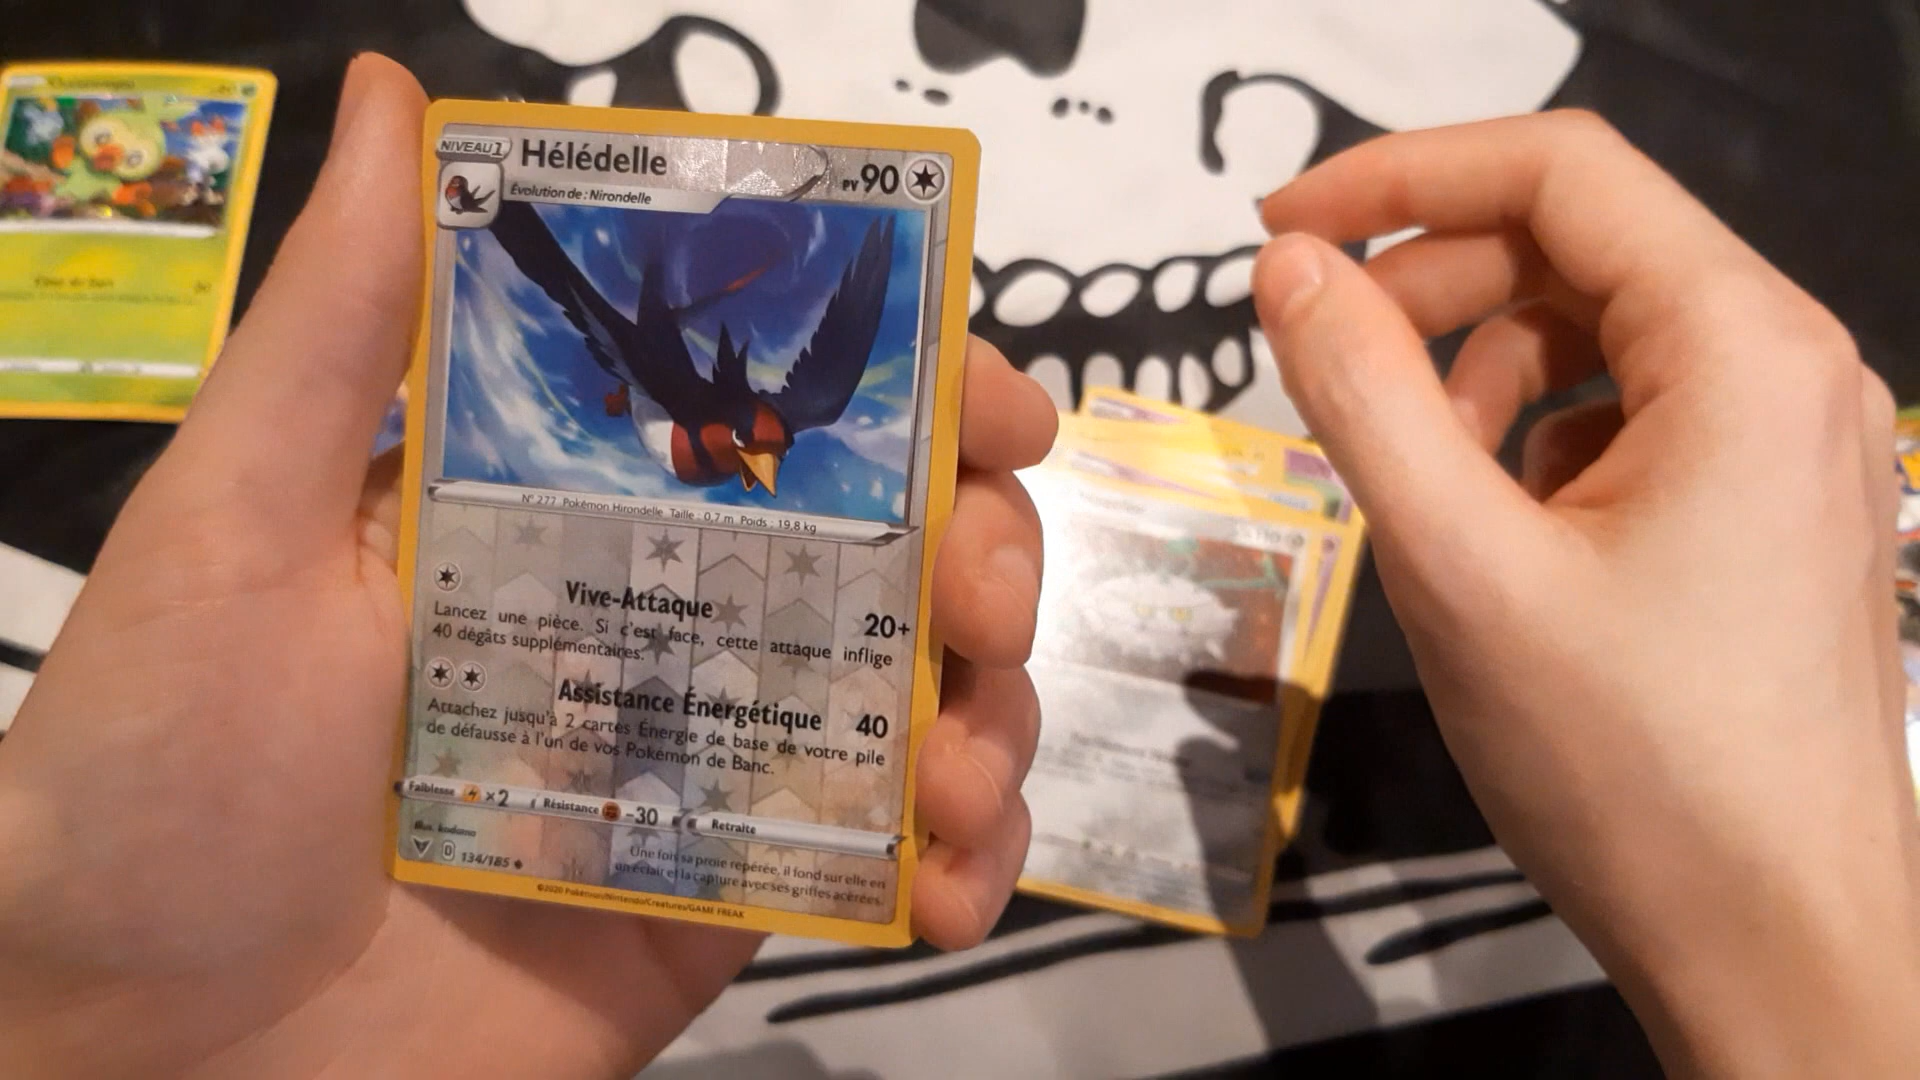 NIVEAU 1
Hélédelle
PV 90
Évolution de : Nirondelle
N° 277 Pokémon Hirondelle Taille : 0,7 m Poids : 19,8 kg
Vive-Attaque
20+
Lancez une pièce. Si c'est face, cette attaque inflige
40 dégâts supplémentaires.
Assistance Énergétique 40
Attachez jusqu'à 2 cartes Énergie de base de votre pile
de défausse à l'un de vos Pokémon de Banc.
Faiblesse ×2 Résistance -30 Retraite
Illus. kodama
D 134/185
Une fois sa proie repérée, il fond sur elle en
un éclair et la capture avec ses griffes acérées.
©2020 Pokémon/Nintendo/Creatures/GAME FREAK